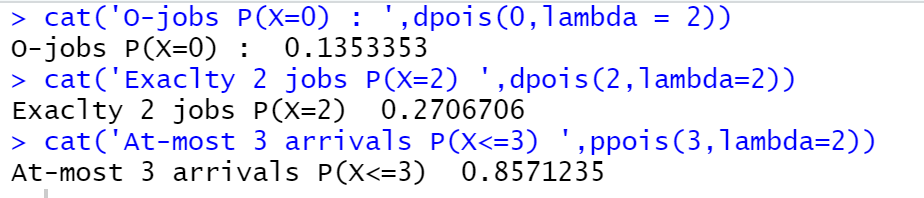 > cat('O-jobs P(X=0) : ',dpois(0,lambda = 2))
O-jobs P(X=0) :  0.1353353
> cat('Exaclty 2 jobs P(X=2) ',dpois(2,lambda=2))
Exaclty 2 jobs P(X=2)  0.2706706
> cat('At-most 3 arrivals P(X<=3) ',ppois(3,lambda=2))
At-most 3 arrivals P(X<=3)  0.8571235